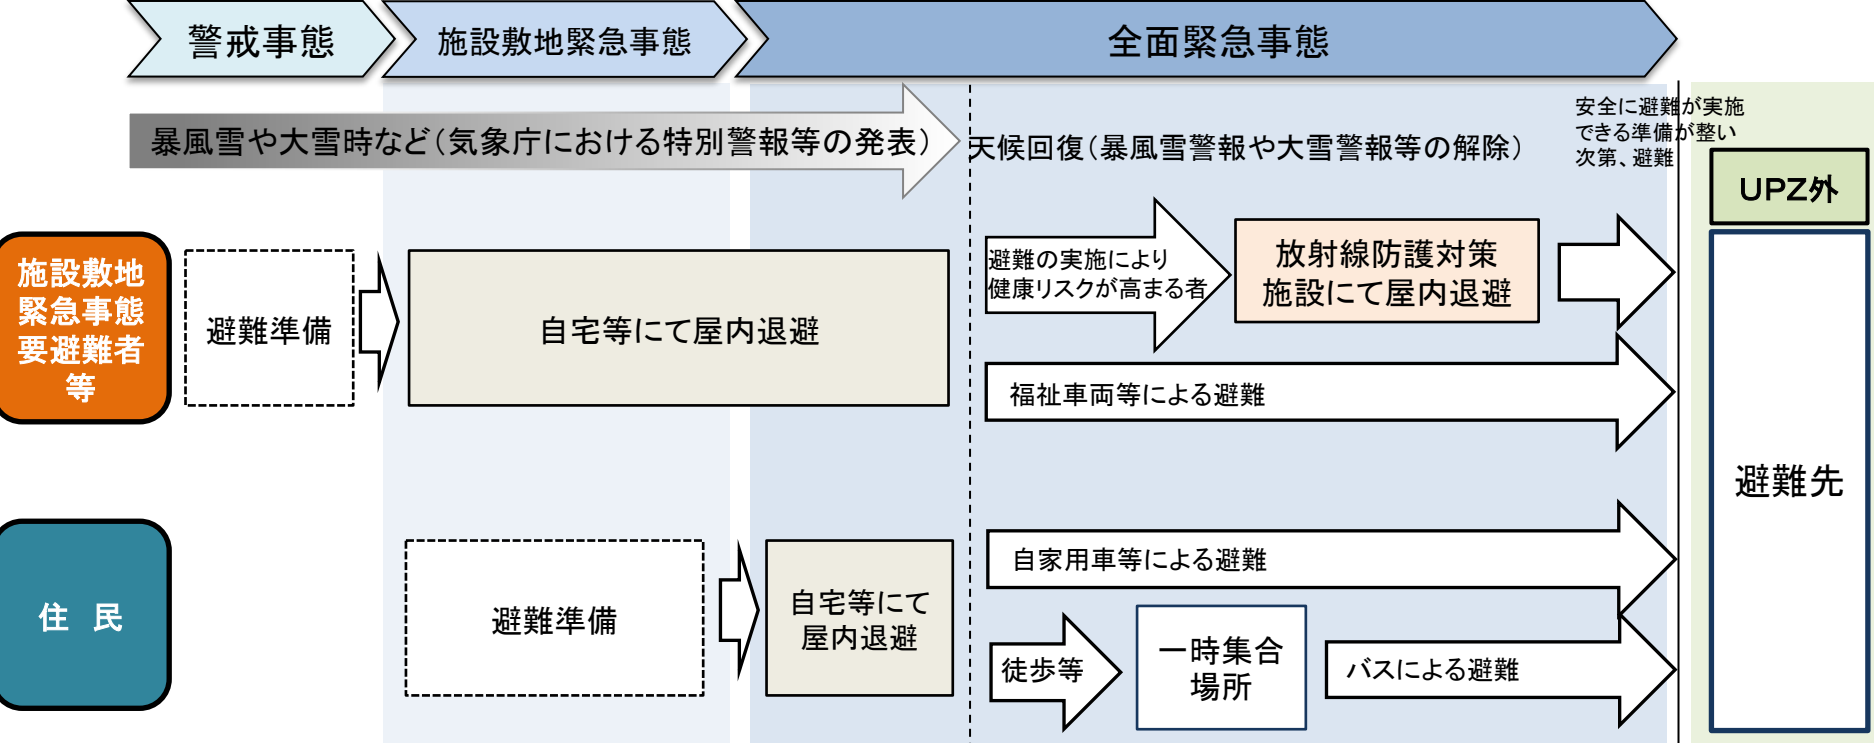 警戒事態
施設敷地緊急事態
全面緊急事態
暴風雪や大雪時など（気象庁における特別警報等の発表）
天候回復（暴風雪警報や大雪警報等の解除）
安全に避難が実施
できる準備が整い
次第、避難
UPZ外
施設敷地
緊急事態
要避難者
等
避難準備
自宅等にて屋内退避
避難の実施により
健康リスクが高まる者
放射線防護対策
施設にて屋内退避
福祉車両等による避難
避難先
住　民
避難準備
自宅等にて
屋内退避
自家用車等による避難
徒歩等
一時集合
場所
バスによる避難